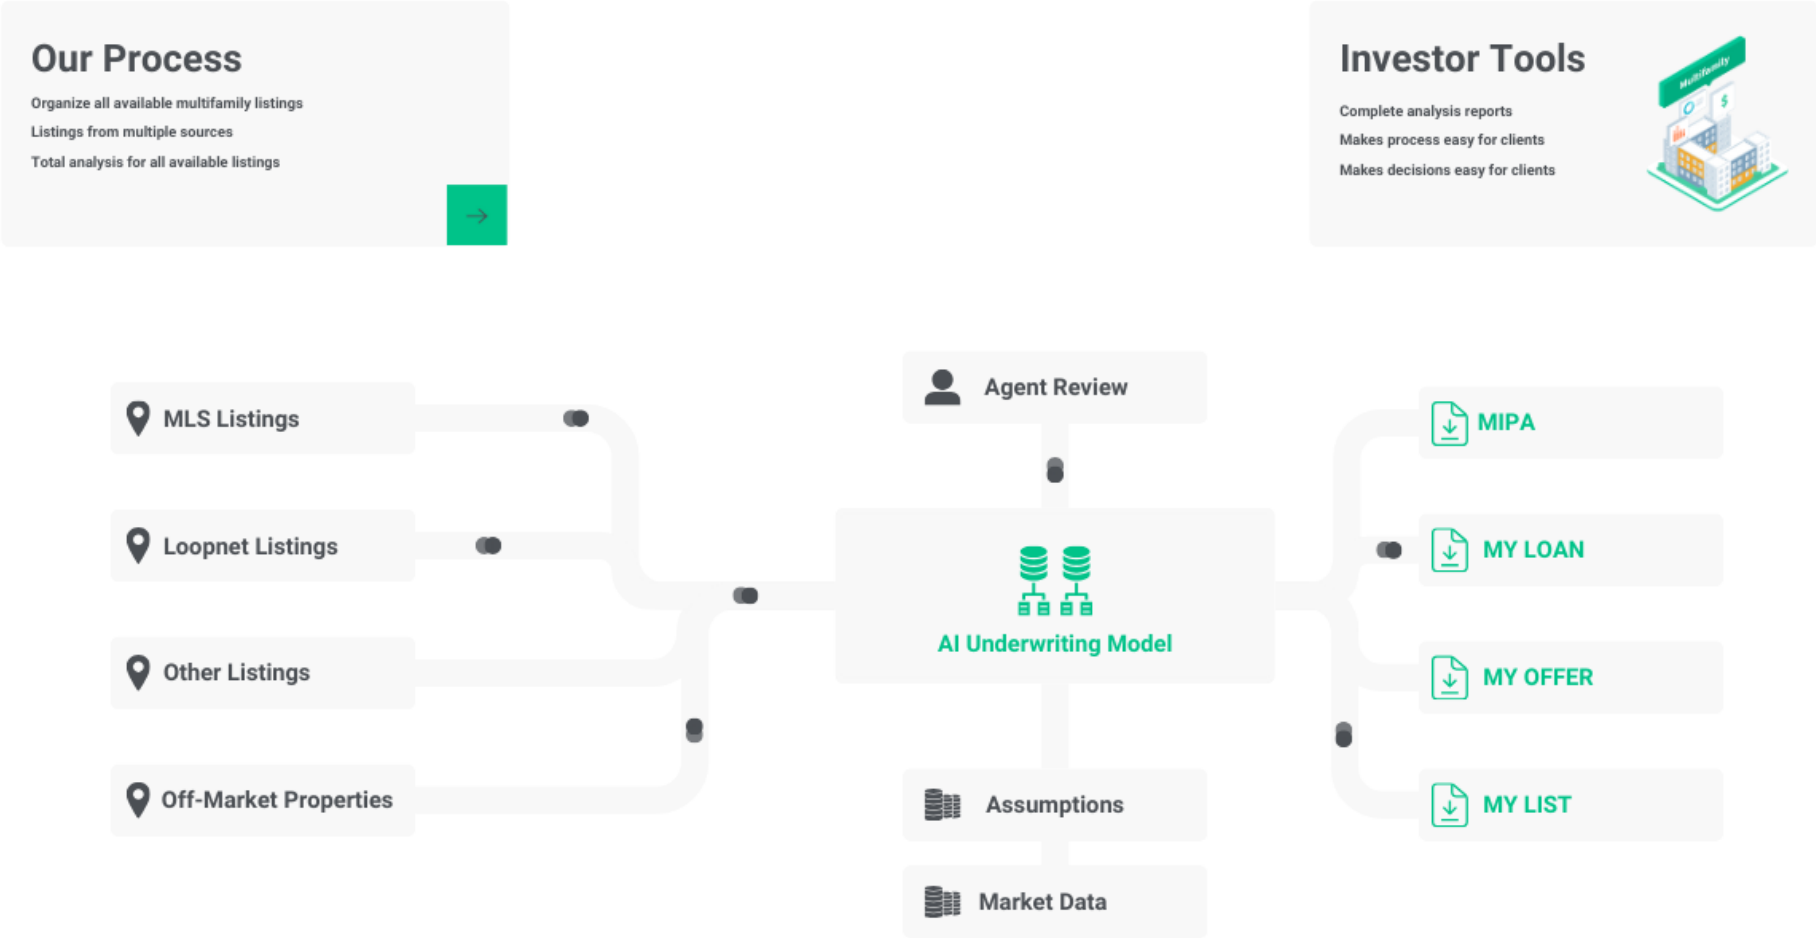 Our Process
Organize all available multifamily listings
Listings from multiple sources
Total analysis for all available listings
Investor Tools
Complete analysis reports
Makes process easy for clients
Makes decisions easy for clients
Multifamily
$
MLS Listings
Loopnet Listings
Other Listings
Off-Market Properties
Agent Review
AI Underwriting Model
Assumptions
Market Data
MIPA
MY LOAN
MY OFFER
MY LIST